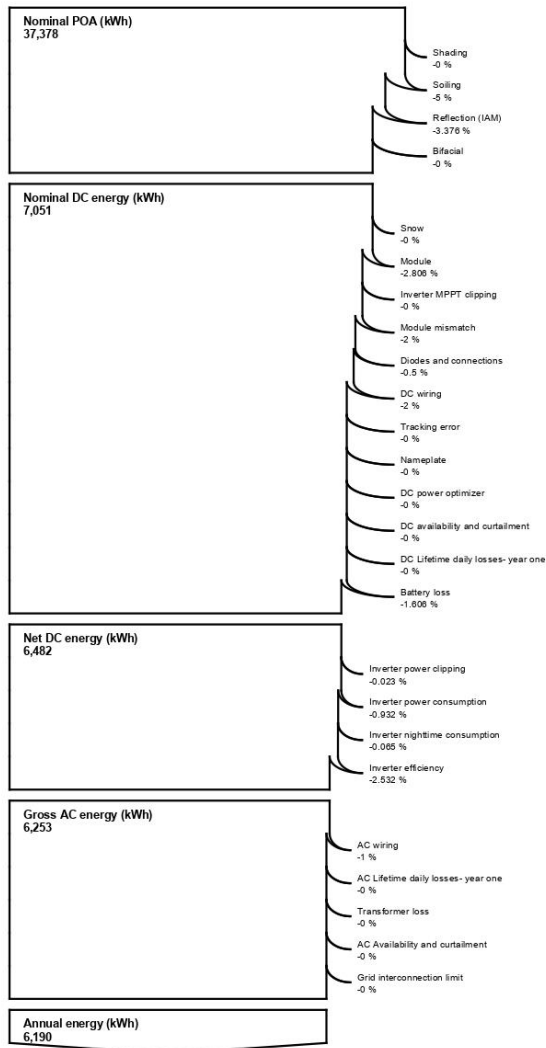 Nominal POA (kWh)
37,378
Shading
-0 %
Soiling
-5 %
Reflection (IAM)
-3.376 %
Bifacial
-0 %
Nominal DC energy (kWh)
7,051
Snow
-0 %
Module
-2.806 %
Inverter MPPT clipping
-0 %
Module mismatch
-2 %
Diodes and connections
-0.5 %
DC wiring
-2 %
Tracking error
-0 %
Nameplate
-0 %
DC power optimizer
-0 %
DC availability and curtailment
-0 %
DC Lifetime daily losses- year one
-0 %
Battery loss
-1.606 %
Net DC energy (kWh)
6,482
Inverter power clipping
-0.023 %
Inverter power consumption
-0.932 %
Inverter nighttime consumption
-0.065 %
Inverter efficiency
-2.532 %
Gross AC energy (kWh)
6,253
AC wiring
-1 %
AC Lifetime daily losses- year one
-0 %
Transformer loss
-0 %
AC Availability and curtailment
-0 %
Grid interconnection limit
-0 %
Annual energy (kWh)
6,190